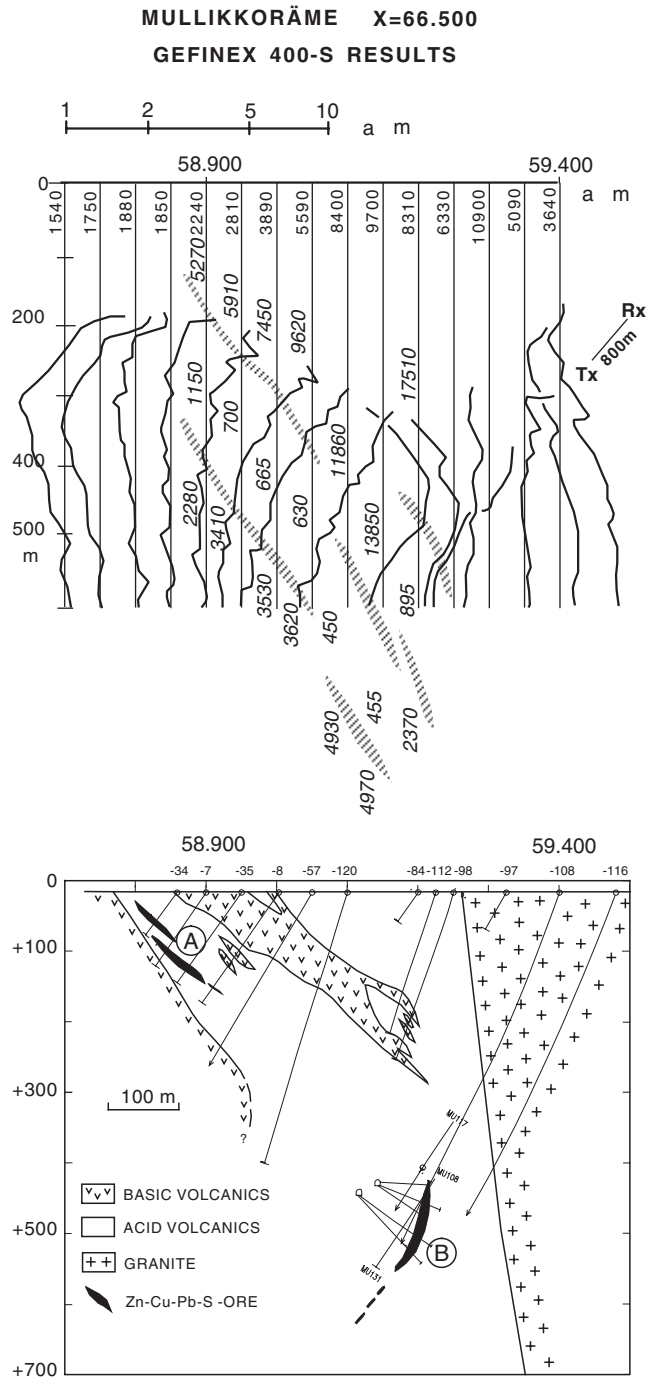 MULLIKKORÄME X=66.500
GEFINEX 400-S RESULTS
1 2 5 10
a m
58.900 59.400
0 a m
1540 1750 1880 1850 2240 2810 3890 5590 8400 9700 8310 6330 10900 5090 3640
5270 5910 7450 9620
200
Rx
800m
Tx
1150 700 17510
400
665 630 11860
2280 3410 13850
500
m
3530 3620 450 895
4930 455 2370
4970
58.900 59.400
-34 -7 -35 -8 -57 -120 -84 -112 -98 -97 -108 -116
0
A
+100
+300
100 m
?
MU117
MU108
BASIC VOLCANICS
ACID VOLCANICS
+500
B
GRANITE
MU131
Zn-Cu-Pb-S -ORE
+700